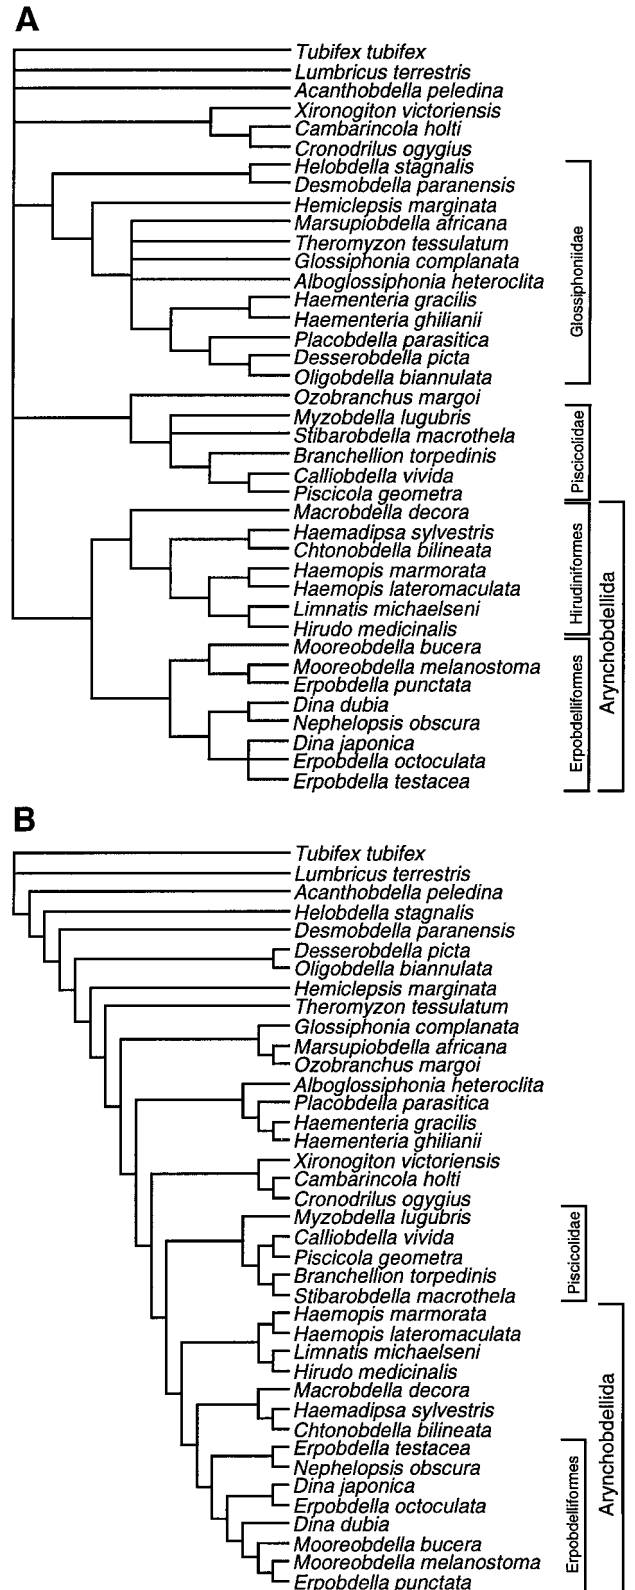 A
Tubifex tubifex
Lumbricus terrestris
Acanthobdella peledina
Xironogiton victoriensis
Cambarincola holti
Cronodrilus ogygius
Helobdella stagnalis
Desmobdella paranensis
Hemiclepsis marginata
Marsupiobdella africana
Theromyzon tessulatum
Glossiphonia complanata
Alboglossiphonia heteroclita
Haementeria gracilis
Haementeria ghilianii
Placobdella parasitica
Desserobdella picta
Oligobdella biannulata
Glossiphoniidae
Ozobranchus margoi
Myzobdella lugubris
Stibarobdella macrothela
Branchellion torpedinis
Calliobdella vivida
Piscicola geometra
Piscicolidae
Macrobdella decora
Haemadipsa sylvestris
Chtonobdella bilineata
Haemopis marmorata
Haemopis lateromaculata
Limnatis michaelseni
Hirudo medicinalis
Hirudiniformes
Mooreobdella bucera
Mooreobdella melanostoma
Erpobdella punctata
Dina dubia
Nephelopsis obscura
Dina japonica
Erpobdella octoculata
Erpobdella testacea
Erpobdelliformes
Arynchobdellida
B
Tubifex tubifex
Lumbricus terrestris
Acanthobdella peledina
Helobdella stagnalis
Desmobdella paranensis
Desserobdella picta
Oligobdella biannulata
Hemiclepsis marginata
Theromyzon tessulatum
Glossiphonia complanata
Marsupiobdella africana
Ozobranchus margoi
Alboglossiphonia heteroclita
Placobdella parasitica
Haementeria gracilis
Haementeria ghilianii
Xironogiton victoriensis
Cambarincola holti
Cronodrilus ogygius
Myzobdella lugubris
Calliobdella vivida
Piscicola geometra
Branchellion torpedinis
Stibarobdella macrothela
Piscicolidae
Haemopis marmorata
Haemopis lateromaculata
Limnatis michaelseni
Hirudo medicinalis
Macrobdella decora
Haemadipsa sylvestris
Chtonobdella bilineata
Erpobdella testacea
Nephelopsis obscura
Dina japonica
Erpobdella octoculata
Dina dubia
Mooreobdella bucera
Mooreobdella melanostoma
Erpobdella punctata
Erpobdelliformes
Arynchobdellida